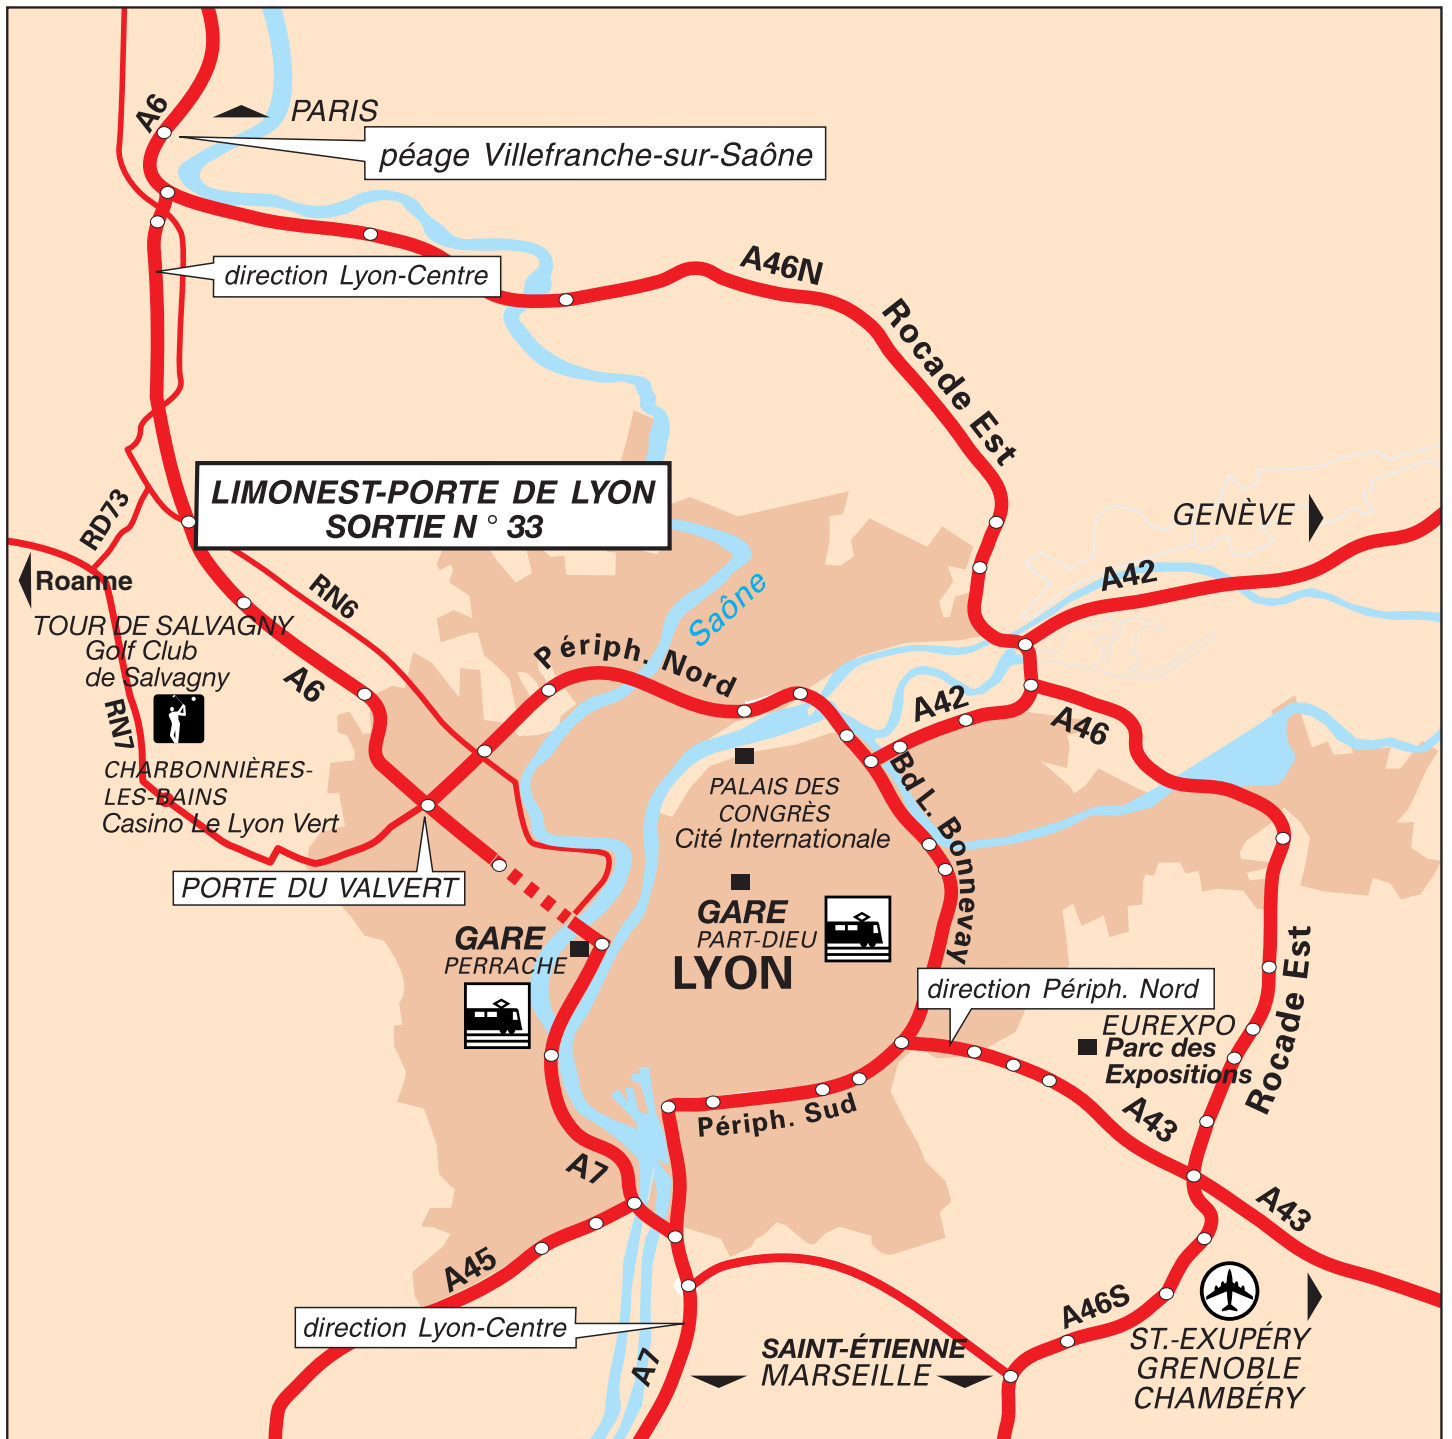 A6
PARIS
péage Villefranche-sur-Saône
direction Lyon-Centre
A46N
Rocade Est
LIMONEST-PORTE DE LYON
SORTIE N° 33
GENÈVE
RD73
A42
Roanne
RN6
Saône
TOUR DE SALVAGNY
Golf Club
de Salvagny
Périph. Nord
A6
RN7
A42
A46
CHARBONNIÈRES-
LES-BAINS
Casino Le Lyon Vert
PALAIS DES
CONGRÈS
Cité Internationale
Bd L. Bonnevay
PORTE DU VALVERT
GARE
PART-DIEU
LYON
GARE
PERRACHE
direction Périph. Nord
EUREXPO
Parc des
Expositions
Rocade Est
Périph. Sud
A43
A7
A43
A45
A46S
direction Lyon-Centre
A7
SAINT-ÉTIENNE
MARSEILLE
ST.-EXUPÉRY
GRENOBLE
CHAMBÉRY